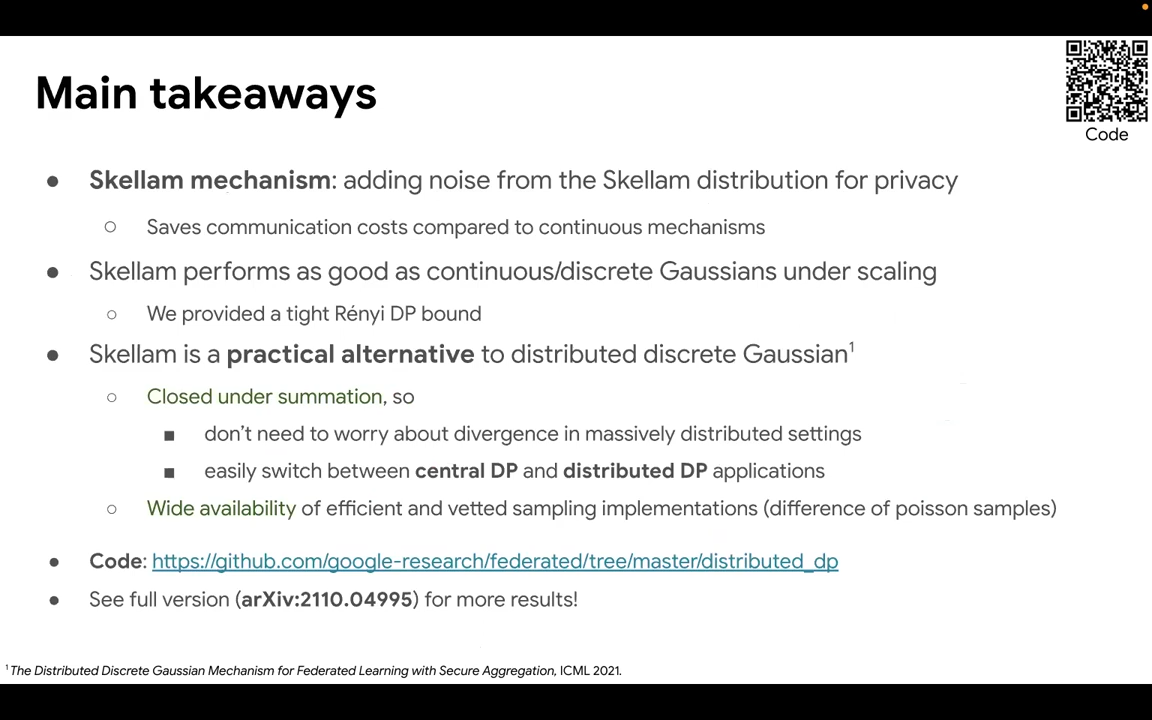 Main takeaways
Code
● Skellam mechanism: adding noise from the Skellam distribution for privacy
○ Saves communication costs compared to continuous mechanisms
● Skellam performs as good as continuous/discrete Gaussians under scaling
○ We provided a tight Rényi DP bound
● Skellam is a practical alternative to distributed discrete Gaussian¹
○ Closed under summation, so
■ don't need to worry about divergence in massively distributed settings
■ easily switch between central DP and distributed DP applications
○ Wide availability of efficient and vetted sampling implementations (difference of poisson samples)
● Code: https://github.com/google-research/federated/tree/master/distributed_dp
● See full version (arXiv:2110.04995) for more results!
¹ The Distributed Discrete Gaussian Mechanism for Federated Learning with Secure Aggregation, ICML 2021.